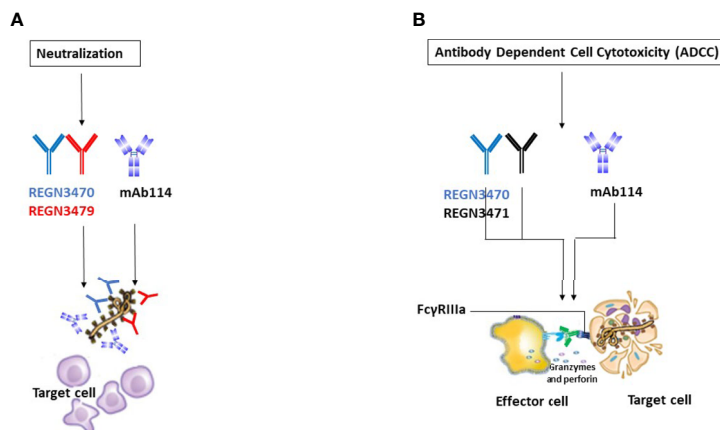 A
Neutralization
REGN3470
REGN3479
mAb114
Target cell
B
Antibody Dependent Cell Cytotoxicity (ADCC)
REGN3470
REGN3471
mAb114
FcγRIIIa
Granzymes
and perforin
Effector cell
Target cell